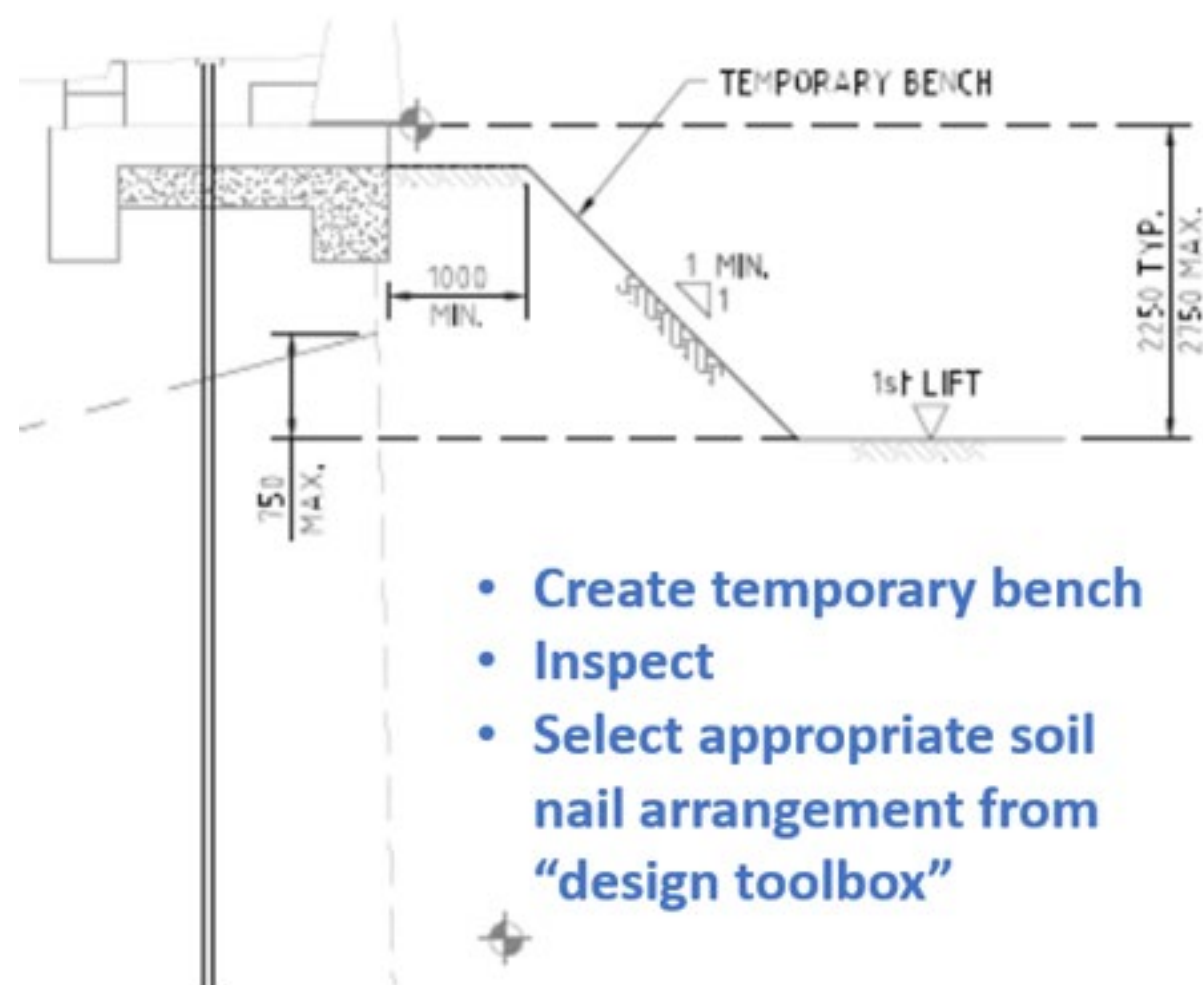 TEMPORARY BENCH
1000
MIN.
1 MIN.
1
2250 TYP.
2750 MAX.
1st LIFT
750
MAX.
• Create temporary bench
• Inspect
• Select appropriate soil
nail arrangement from
“design toolbox”